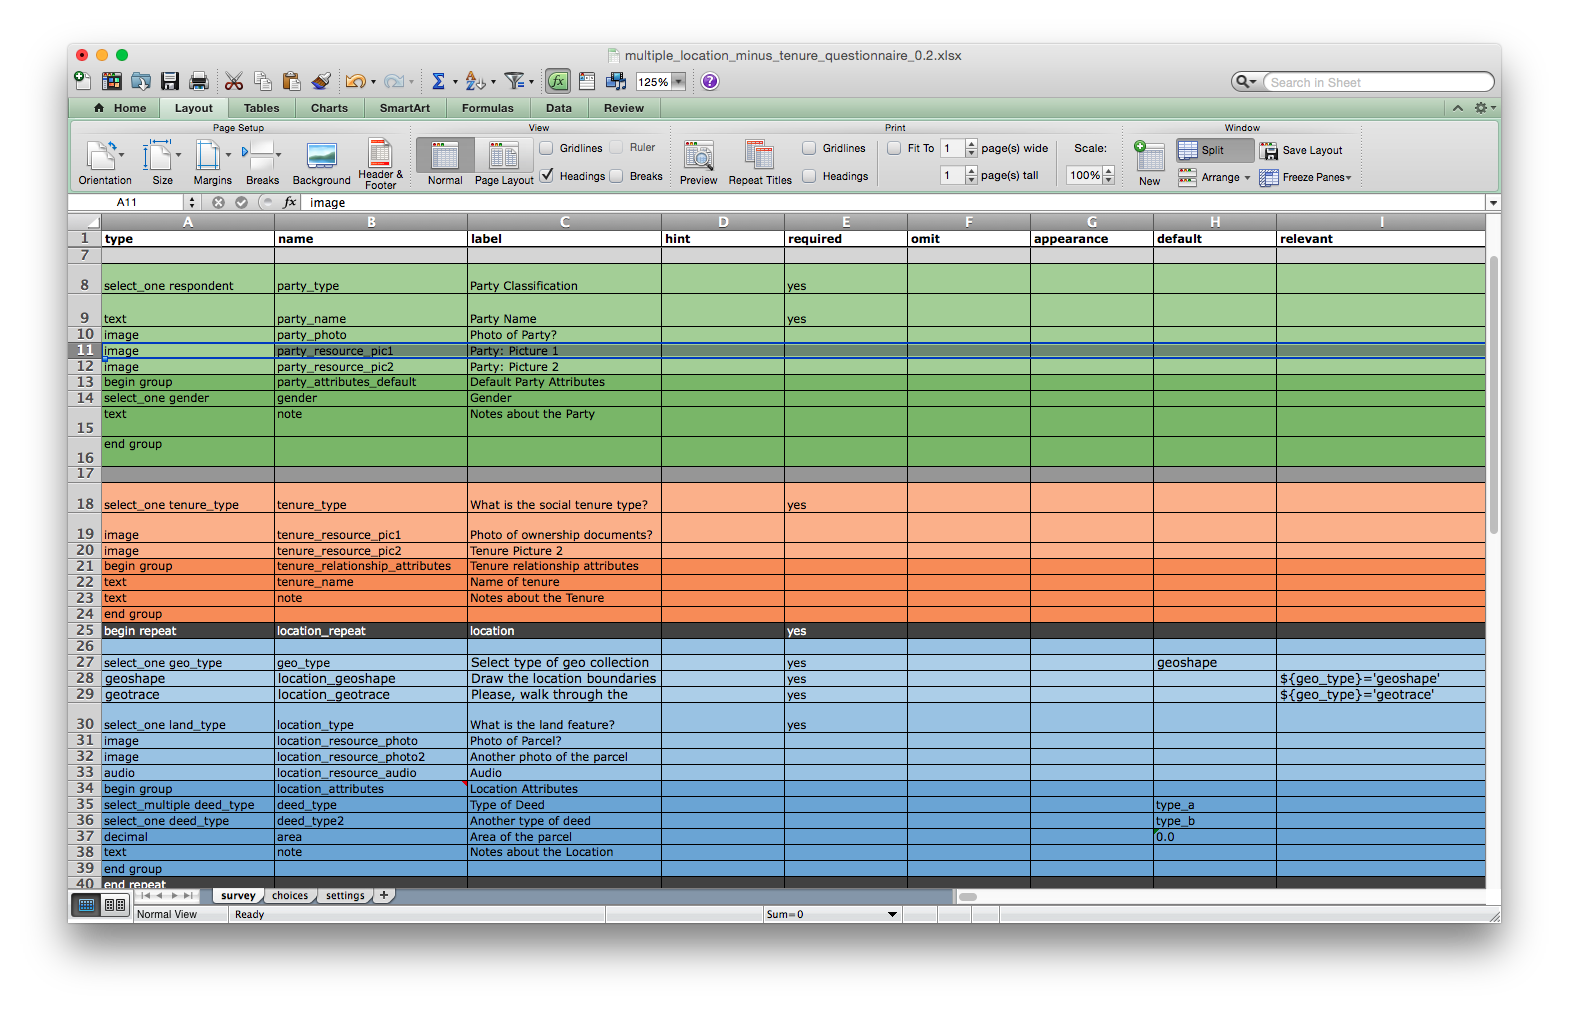 multiple_location_minus_tenure_questionnaire_0.2.xlsx
125% ? Search in Sheet
Home Layout Tables Charts SmartArt Formulas Data Review
Page Setup View Print Window
Orientation Size Margins Breaks Background Header & Footer Normal Page Layout Gridlines Ruler Headings Breaks Preview Repeat Titles Gridlines Headings Fit To 1 page(s) wide 1 page(s) tall Scale: 100% New Split Arrange Save Layout Freeze Panes
A11 fx image
A B C D E F G H I
1 type name label hint required omit appearance default relevant
7
8 select_one respondent party_type Party Classification yes
9 text party_name Party Name yes
10 image party_photo Photo of Party?
11 image party_resource_pic1 Party: Picture 1
12 image party_resource_pic2 Party: Picture 2
13 begin group party_attributes_default Default Party Attributes
14 select_one gender gender Gender
15 text note Notes about the Party
16 end group
17
18 select_one tenure_type tenure_type What is the social tenure type? yes
19 image tenure_resource_pic1 Photo of ownership documents?
20 image tenure_resource_pic2 Tenure Picture 2
21 begin group tenure_relationship_attributes Tenure relationship attributes
22 text tenure_name Name of tenure
23 text note Notes about the Tenure
24 end group
25 begin repeat location_repeat location yes
26
27 select_one geo_type geo_type Select type of geo collection yes geoshape
28 geoshape location_geoshape Draw the location boundaries yes ${geo_type}='geoshape'
29 geotrace location_geotrace Please, walk through the yes ${geo_type}='geotrace'
30 select_one land_type location_type What is the land feature? yes
31 image location_resource_photo Photo of Parcel?
32 image location_resource_photo2 Another photo of the parcel
33 audio location_resource_audio Audio
34 begin group location_attributes Location Attributes
35 select_multiple deed_type deed_type Type of Deed type_a
36 select_one deed_type deed_type2 Another type of deed type_b
37 decimal area Area of the parcel 0.0
38 text note Notes about the Location
39 end group
40 end repeat
survey choices settings +
Normal View Ready Sum=0